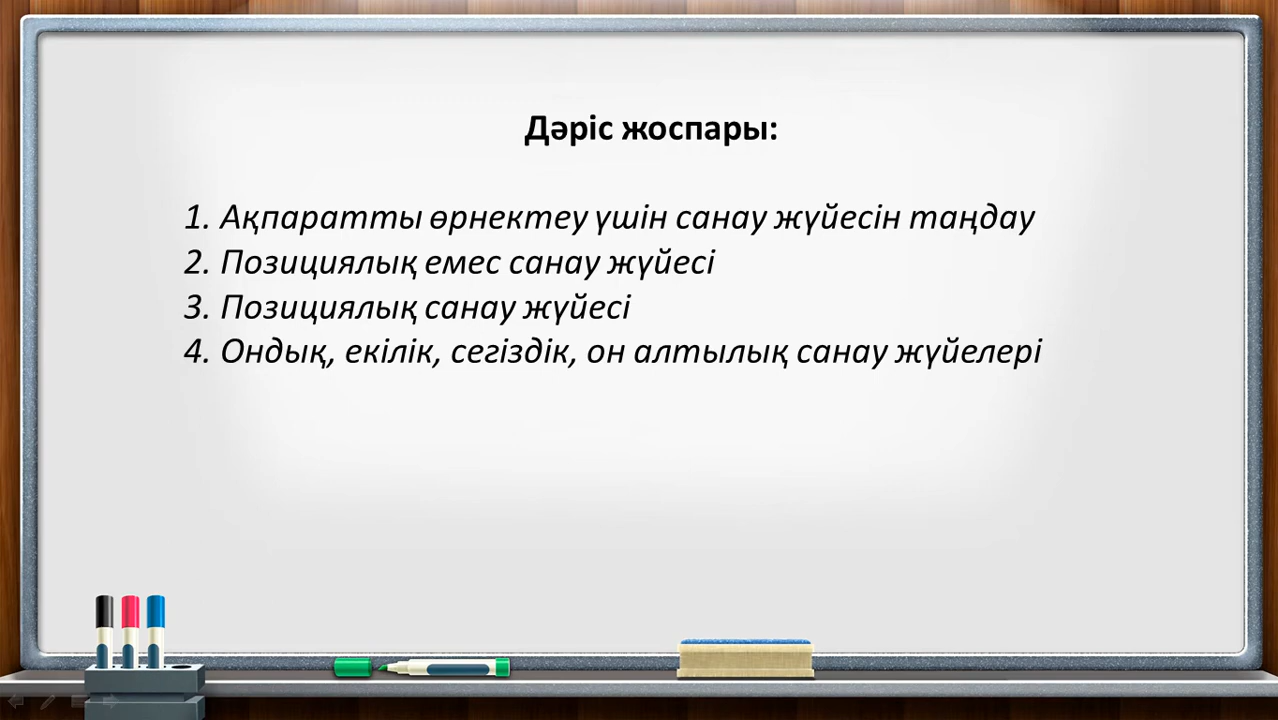 Дәріс жоспары:
1. Ақпаратты өрнектеу үшін санау жүйесін таңдау
2. Позициялық емес санау жүйесі
3. Позициялық санау жүйесі
4. Ондық, екілік, сегіздік, он алтылық санау жүйелері